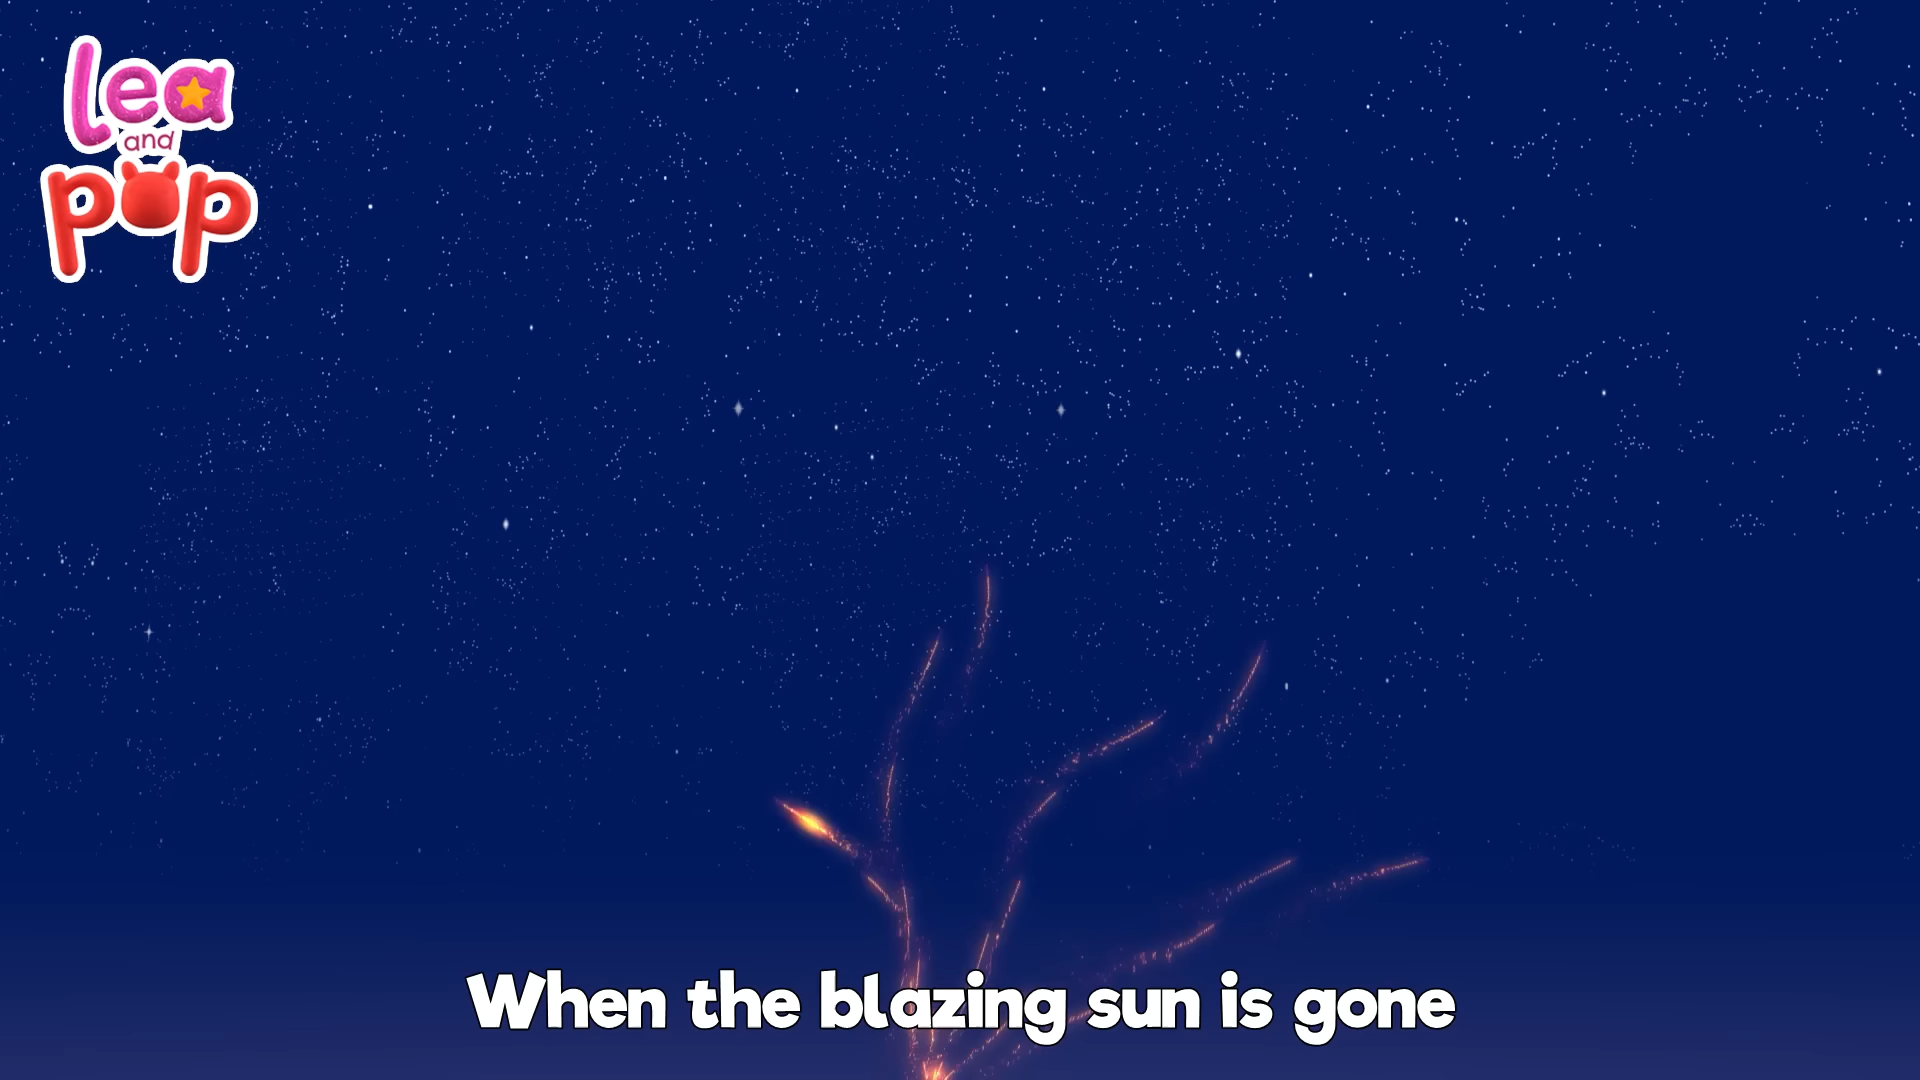 lea
and
pop
When the blazing sun is gone